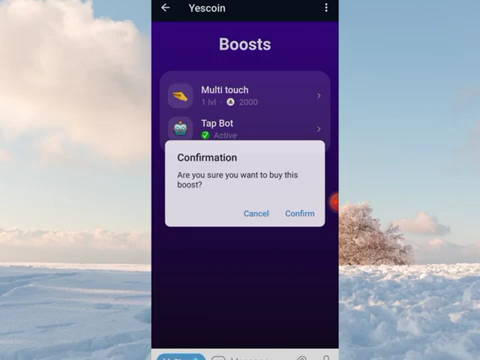 Yescoin
Boosts
Multi touch
1 lvl · 2000
Tap Bot
Active
Confirmation
Are you sure you want to buy this
boost?
Cancel
Confirm